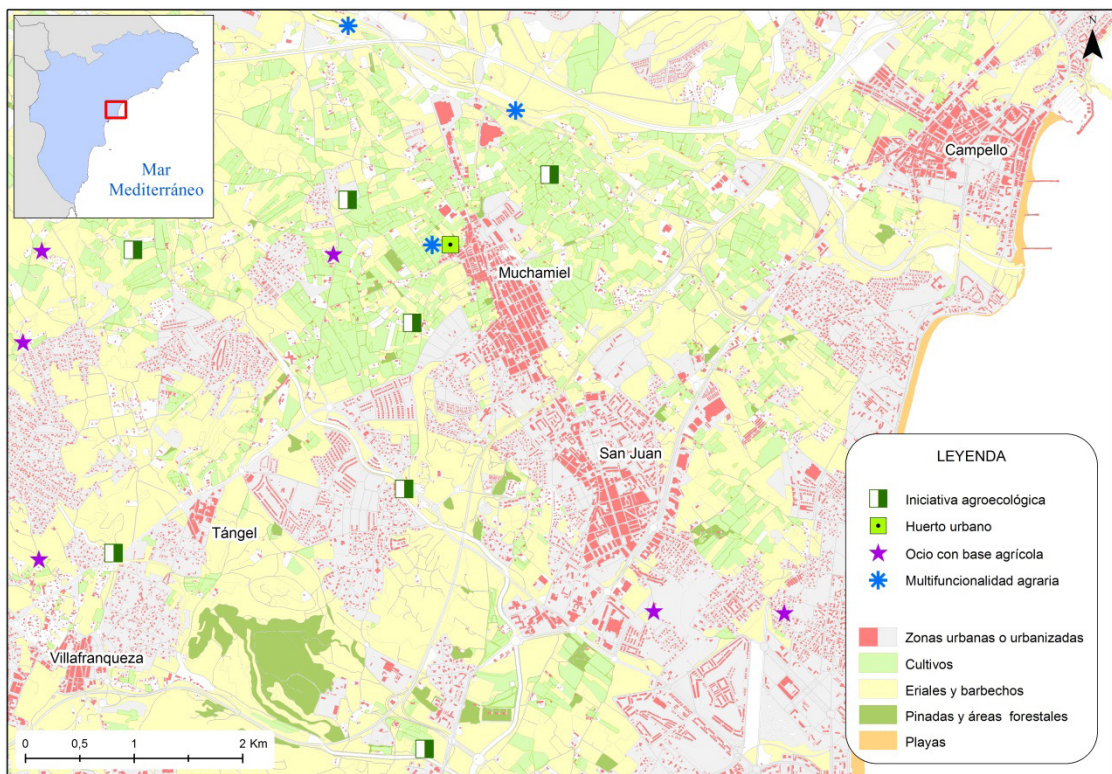 Mar
Mediterráneo
N
Campello
Muchamiel
San Juan
Tángel
Villafranqueza
0 0,5 1 2 Km
LEYENDA
Iniciativa agroecológica
Huerto urbano
Ocio con base agrícola
Multifuncionalidad agraria
Zonas urbanas o urbanizadas
Cultivos
Eriales y barbechos
Pinadas y áreas forestales
Playas